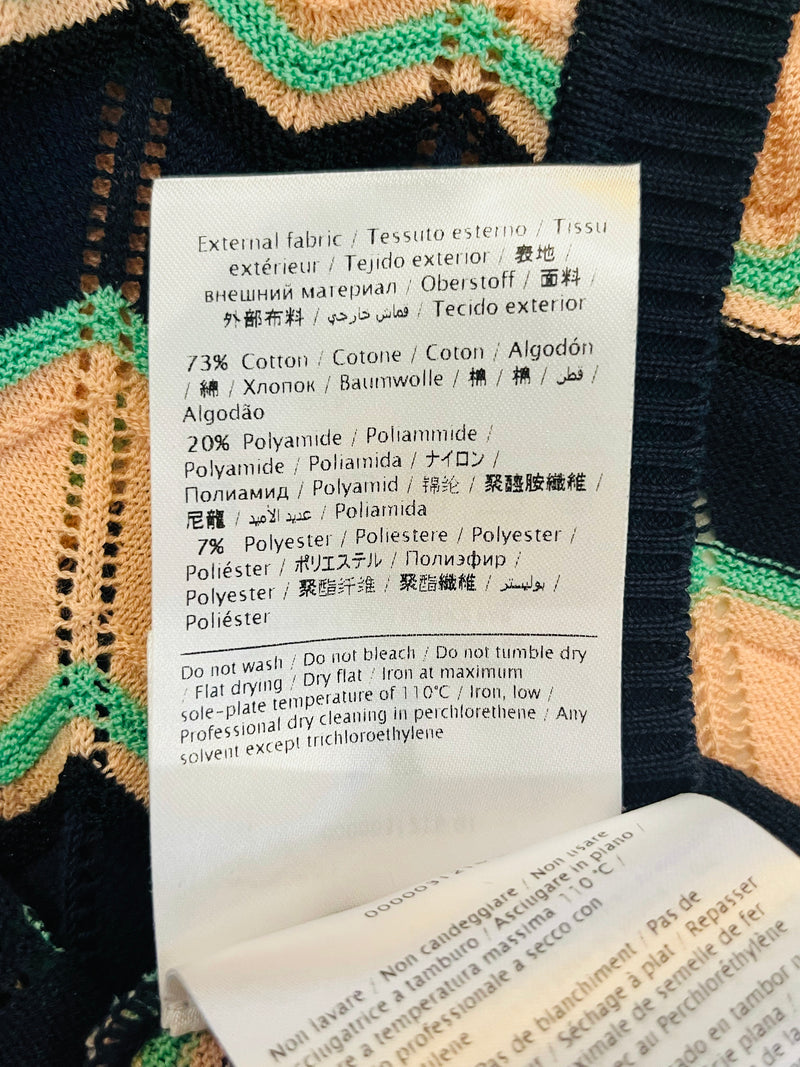 External fabric / Tessuto esterno / Tissu
extérieur / Tejido exterior / 表地 /
внешний материал / Oberstoff / 面料 /
外部布料 / قماش خارجي / Tecido exterior
73% Cotton / Cotone / Coton / Algodón
/ 綿 / Хлопок / Baumwolle / 棉 / 棉 / قطن /
Algodão
20% Polyamide / Poliammide /
Polyamide / Poliamida / ナイロン /
Полиамид / Polyamid / 锦纶 / 聚醯胺纖維 /
尼龍 / عديد الأميد / Poliamida
7% Polyester / Poliestere / Polyester /
Poliéster / ポリエステル / Полиэфир /
Polyester / 聚酯纤维 / 聚酯纖維 / بوليستر /
Poliéster
Do not wash / Do not bleach / Do not tumble dry
/ Flat drying / Dry flat / Iron at maximum
sole-plate temperature of 110°C / Iron, low /
Professional dry cleaning in perchlorethene / Any
solvent except trichloroethylene
Non lavare / Non candeggiare / Non usare
asciugatrice a tamburo / Asciugare in piano /
a temperatura massima 110 °C /
professionale a secco con
Pas de blanchiment / Pas de
Séchage à plat / Repasser
maximale de semelle de fer
au Perchloréthylène
en tambor
plana /
de la